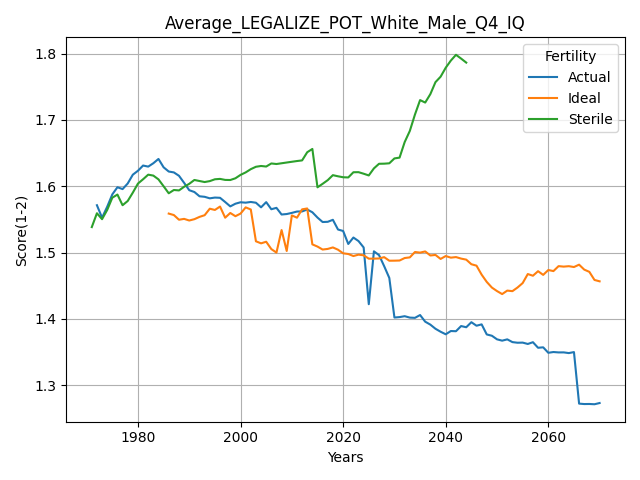 Average_LEGALIZE_POT_White_Male_Q4_IQ
Fertility
Actual
Ideal
Sterile
Score(1-2)
1.8
1.7
1.6
1.5
1.4
1.3
1980
2000
2020
2040
2060
Years